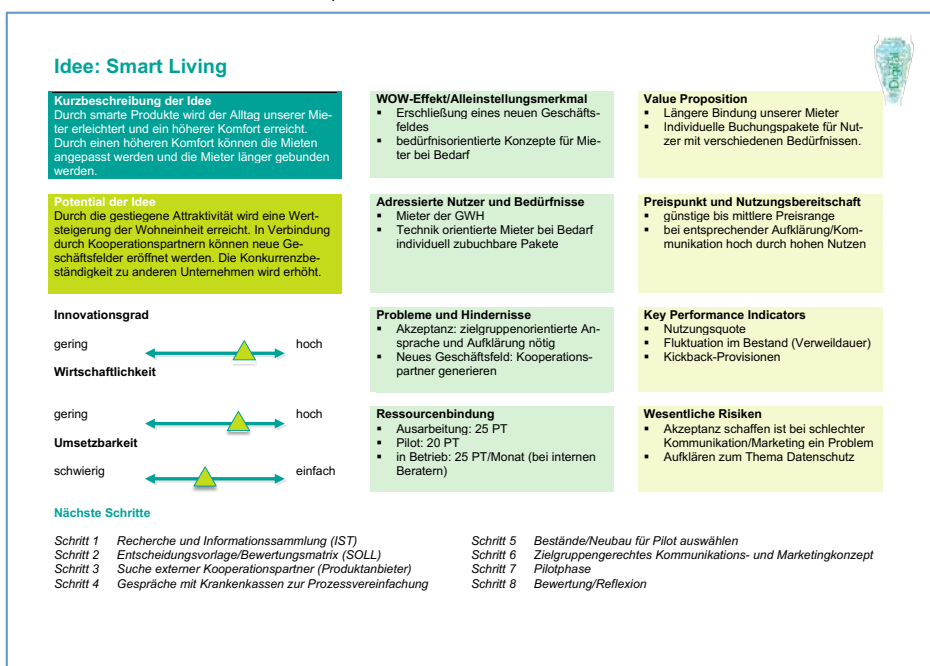 Idee: Smart Living
Digitale
Kurzbeschreibung der Idee
Durch smarte Produkte wird der Alltag unserer Mie-
ter erleichtert und ein höherer Komfort erreicht.
Durch einen höheren Komfort können die Mieten
angepasst werden und die Mieter länger gebunden
werden.
WOW-Effekt/Alleinstellungsmerkmal
▪ Erschließung eines neuen Geschäfts-
feldes
▪ bedürfnisorientierte Konzepte für Mie-
ter bei Bedarf
Value Proposition
▪ Längere Bindung unserer Mieter
▪ Individuelle Buchungspakete für Nut-
zer mit verschiedenen Bedürfnissen.
Potential der Idee
Durch die gestiegene Attraktivität wird eine Wert-
steigerung der Wohneinheit erreicht. In Verbindung
durch Kooperationspartnern können neue Ge-
schäftsfelder eröffnet werden. Die Konkurrenzbe-
ständigkeit zu anderen Unternehmen wird erhöht.
Adressierte Nutzer und Bedürfnisse
▪ Mieter der GWH
▪ Technik orientierte Mieter bei Bedarf
individuell zubuchbare Pakete
Preispunkt und Nutzungsbereitschaft
▪ günstige bis mittlere Preisrange
▪ bei entsprechender Aufklärung/Kom-
munikation hoch durch hohen Nutzen
Innovationsgrad
gering hoch
Wirtschaftlichkeit
gering hoch
Umsetzbarkeit
schwierig einfach
Probleme und Hindernisse
▪ Akzeptanz: zielgruppenorientierte An-
sprache und Aufklärung nötig
▪ Neues Geschäftsfeld: Kooperations-
partner generieren
Key Performance Indicators
▪ Nutzungsquote
▪ Fluktuation im Bestand (Verweildauer)
▪ Kickback-Provisionen
Ressourcenbindung
▪ Ausarbeitung: 25 PT
▪ Pilot: 20 PT
▪ in Betrieb: 25 PT/Monat (bei internen
Beratern)
Wesentliche Risiken
▪ Akzeptanz schaffen ist bei schlechter
Kommunikation/Marketing ein Problem
▪ Aufklären zum Thema Datenschutz
Nächste Schritte
Schritt 1 Recherche und Informationssammlung (IST)
Schritt 2 Entscheidungsvorlage/Bewertungsmatrix (SOLL)
Schritt 3 Suche externer Kooperationspartner (Produktanbieter)
Schritt 4 Gespräche mit Krankenkassen zur Prozessvereinfachung
Schritt 5 Bestände/Neubau für Pilot auswählen
Schritt 6 Zielgruppengerechtes Kommunikations- und Marketingkonzept
Schritt 7 Pilotphase
Schritt 8 Bewertung/Reflexion